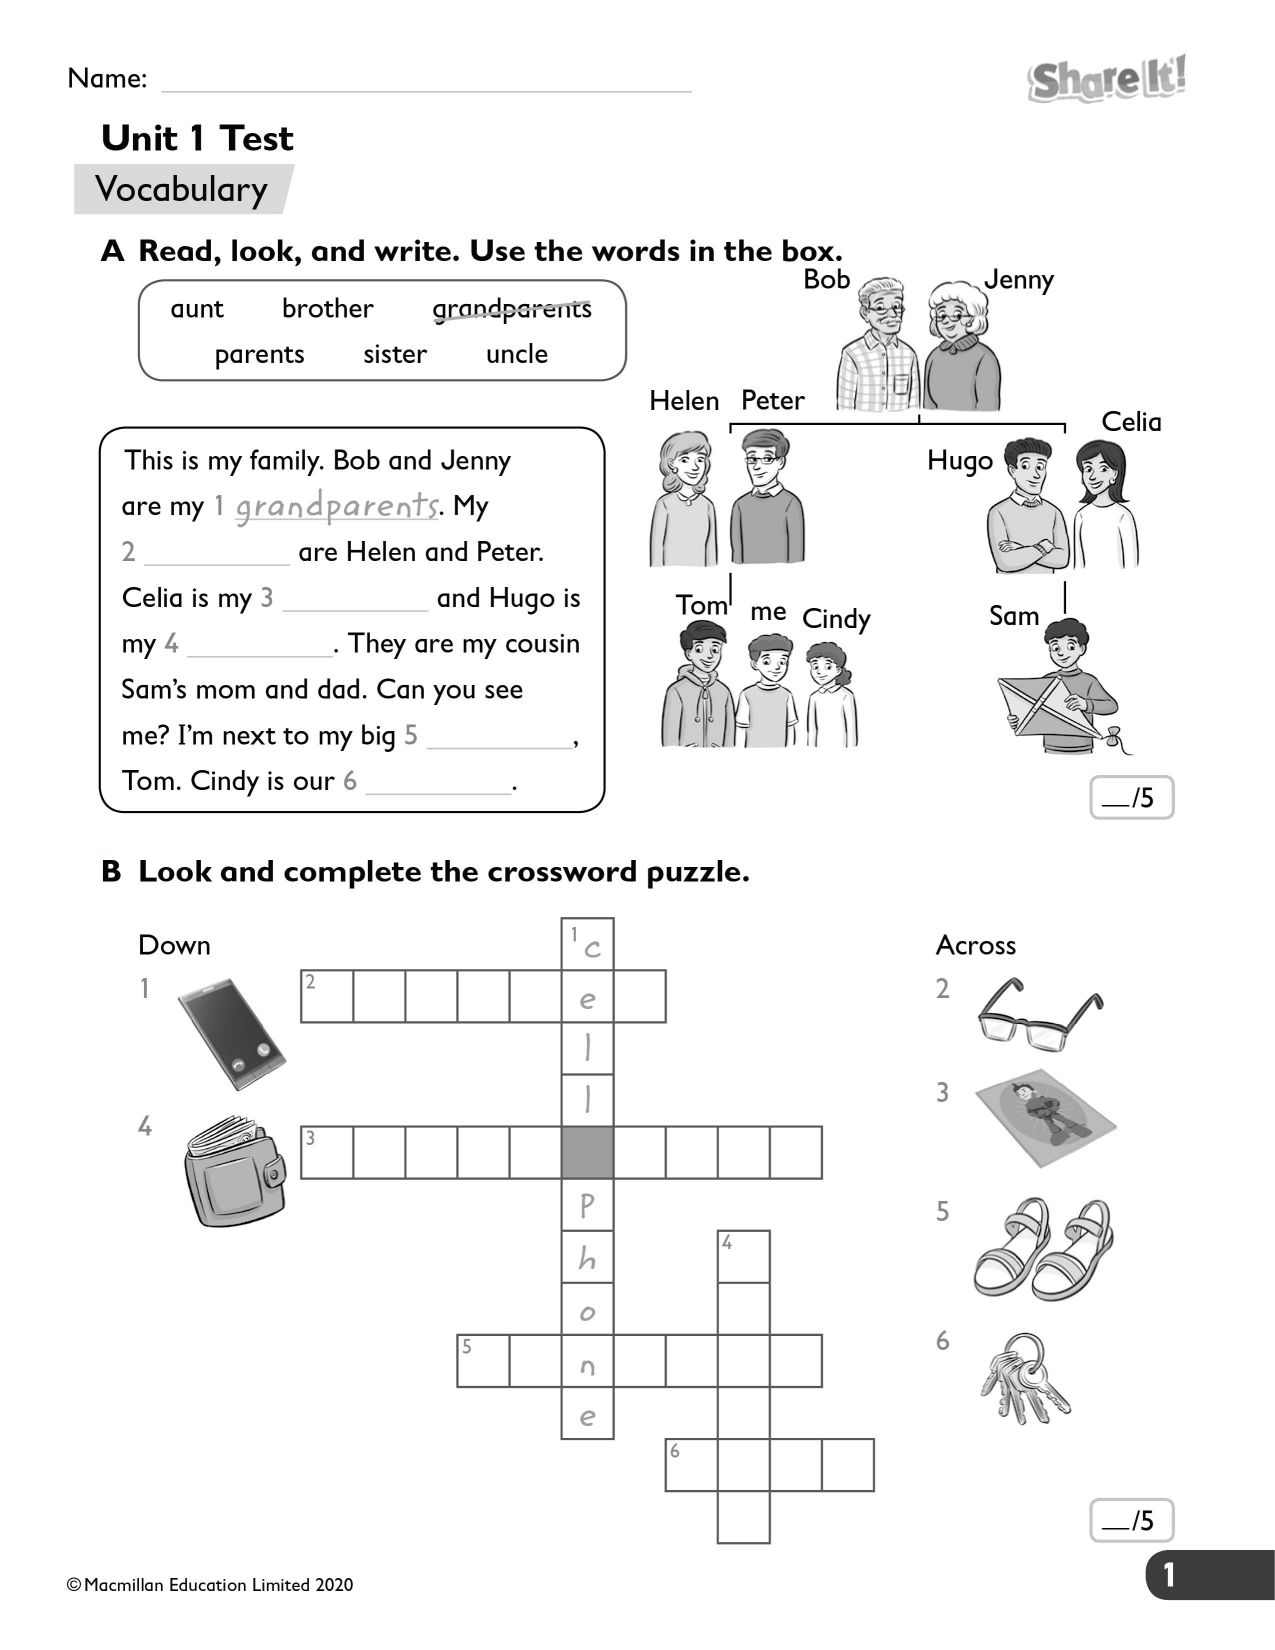 Name: ____________________
Share It!
Unit 1 Test
Vocabulary
A Read, look, and write. Use the words in the box.
aunt brother grandparents
parents sister uncle
This is my family. Bob and Jenny
are my 1 grandparents. My
2 __________ are Helen and Peter.
Celia is my 3 __________ and Hugo is
my 4 __________. They are my cousin
Sam's mom and dad. Can you see
me? I'm next to my big 5 __________,
Tom. Cindy is our 6 __________.
Bob Jenny
Helen Peter
Hugo Celia
Tom me Cindy
Sam
__/5
B Look and complete the crossword puzzle.
Down
1
4
1 c
2 e
l
l
3
p
h
4
o
5 n
e
6
Across
2
3
5
6
__/5
© Macmillan Education Limited 2020
1